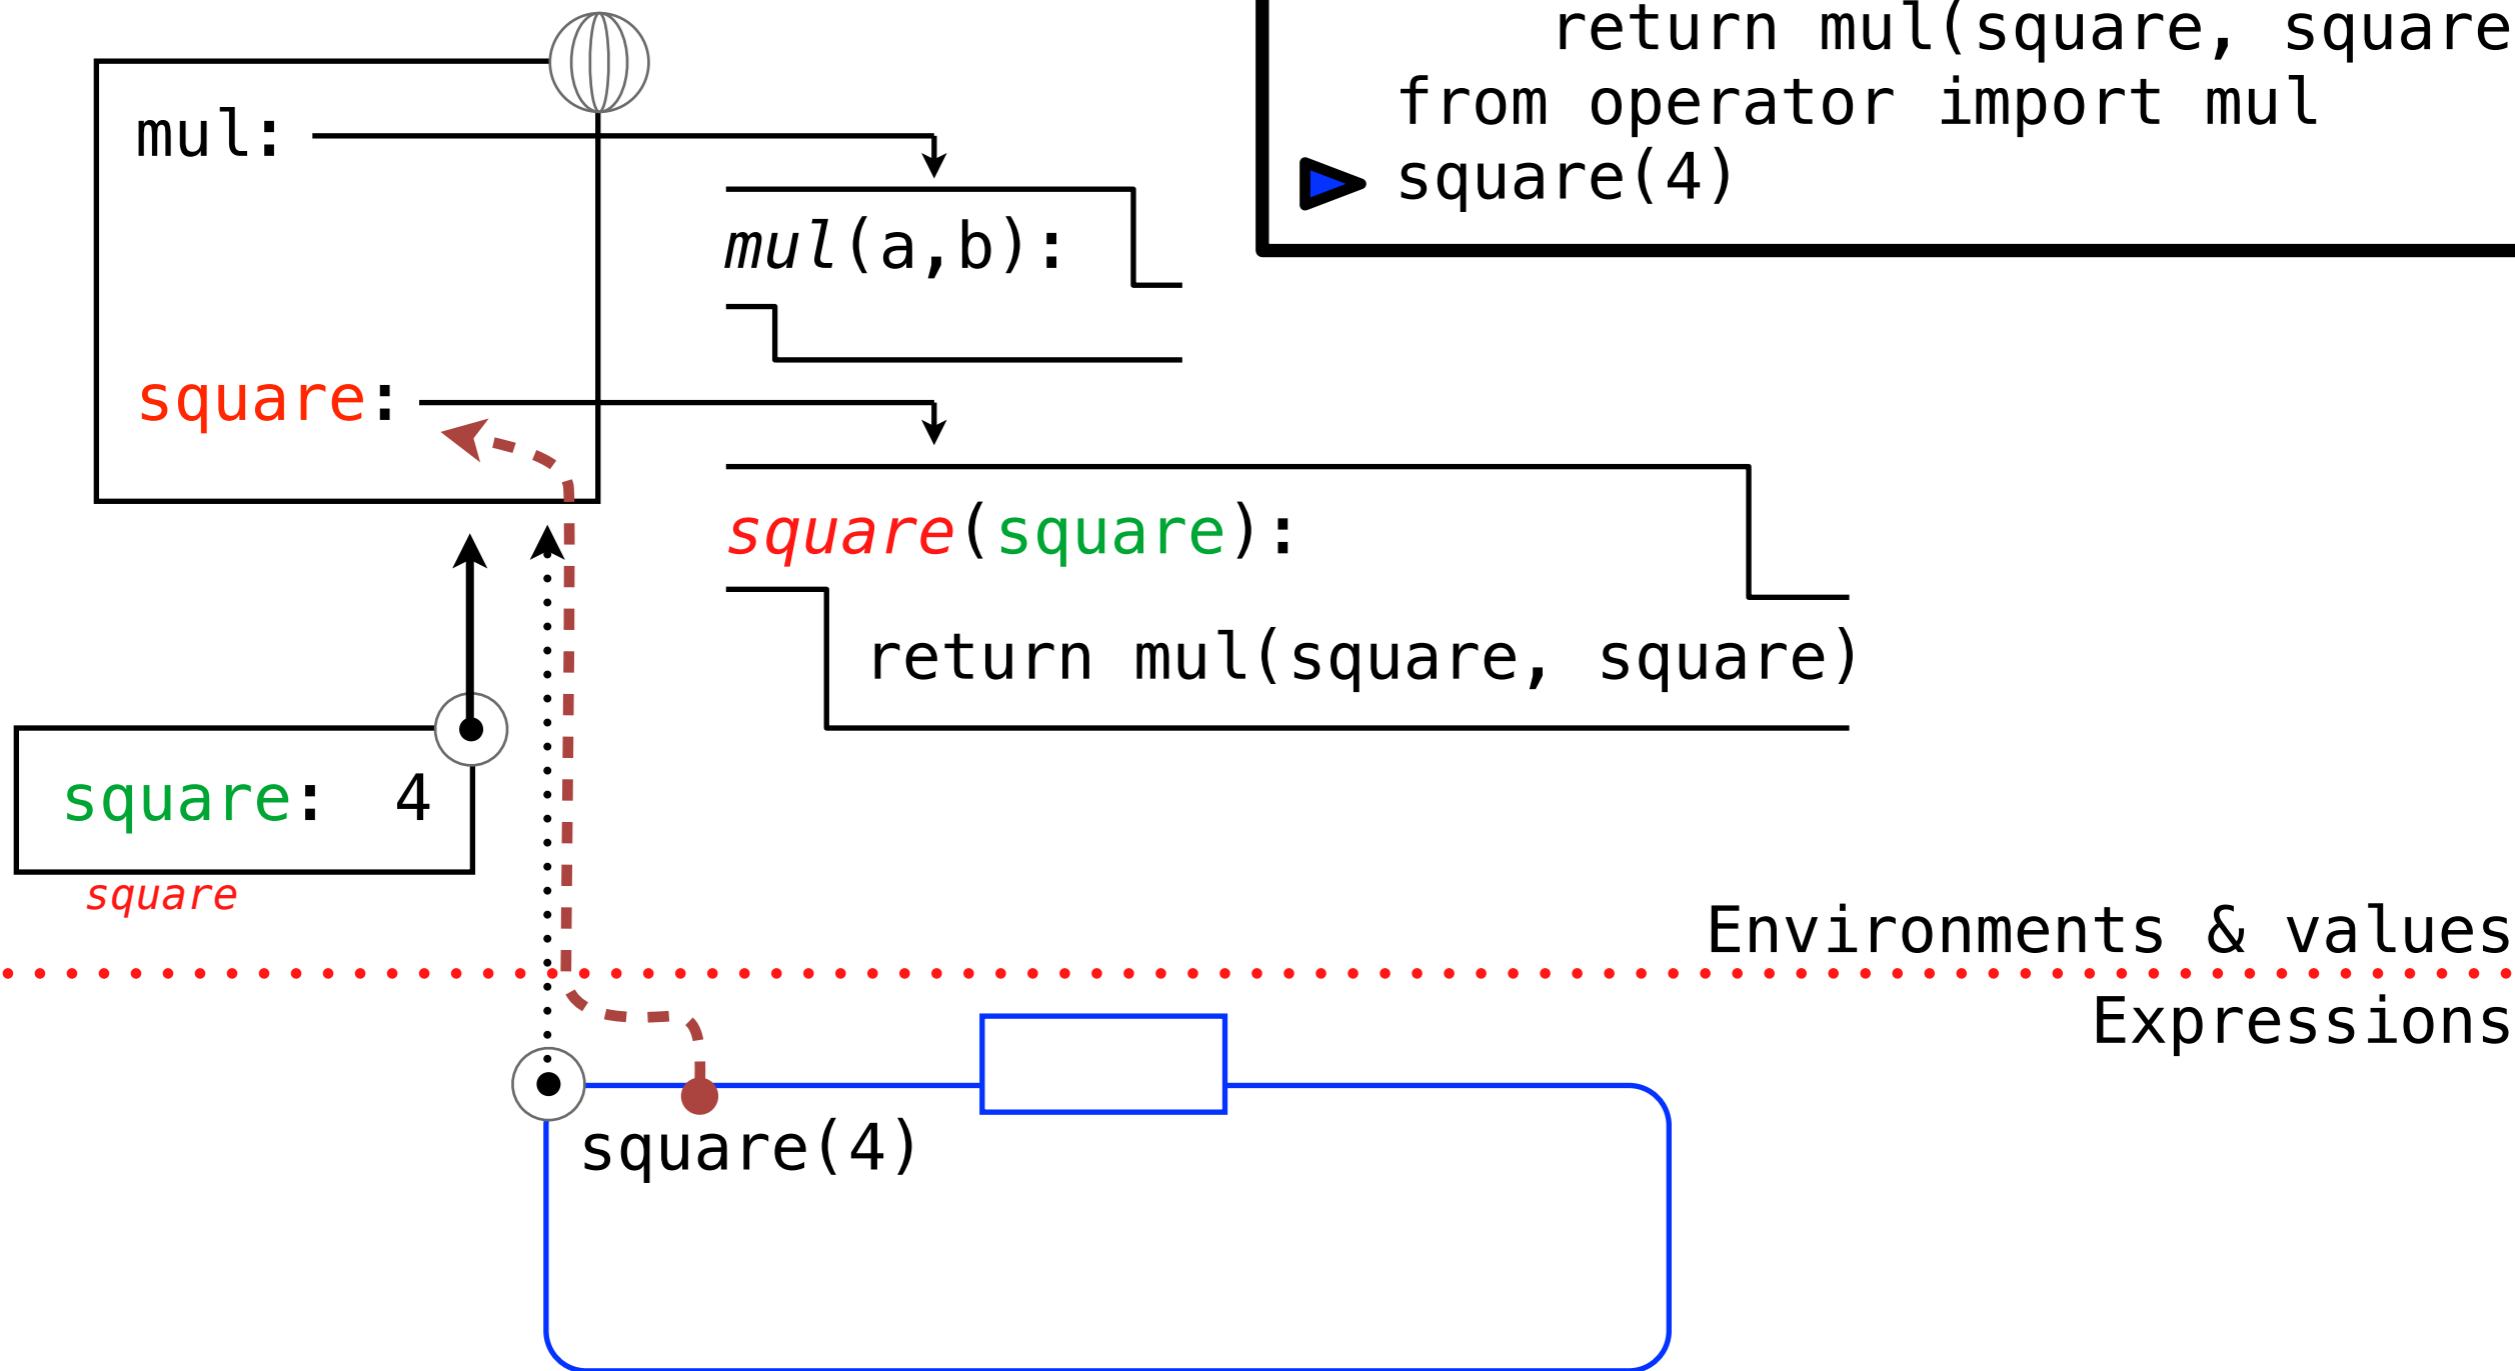 return mul(square, square
from operator import mul
square(4)
mul:
mul(a,b):
square:
square(square):
return mul(square, square)
square: 4
square
Environments & values
Expressions
square(4)